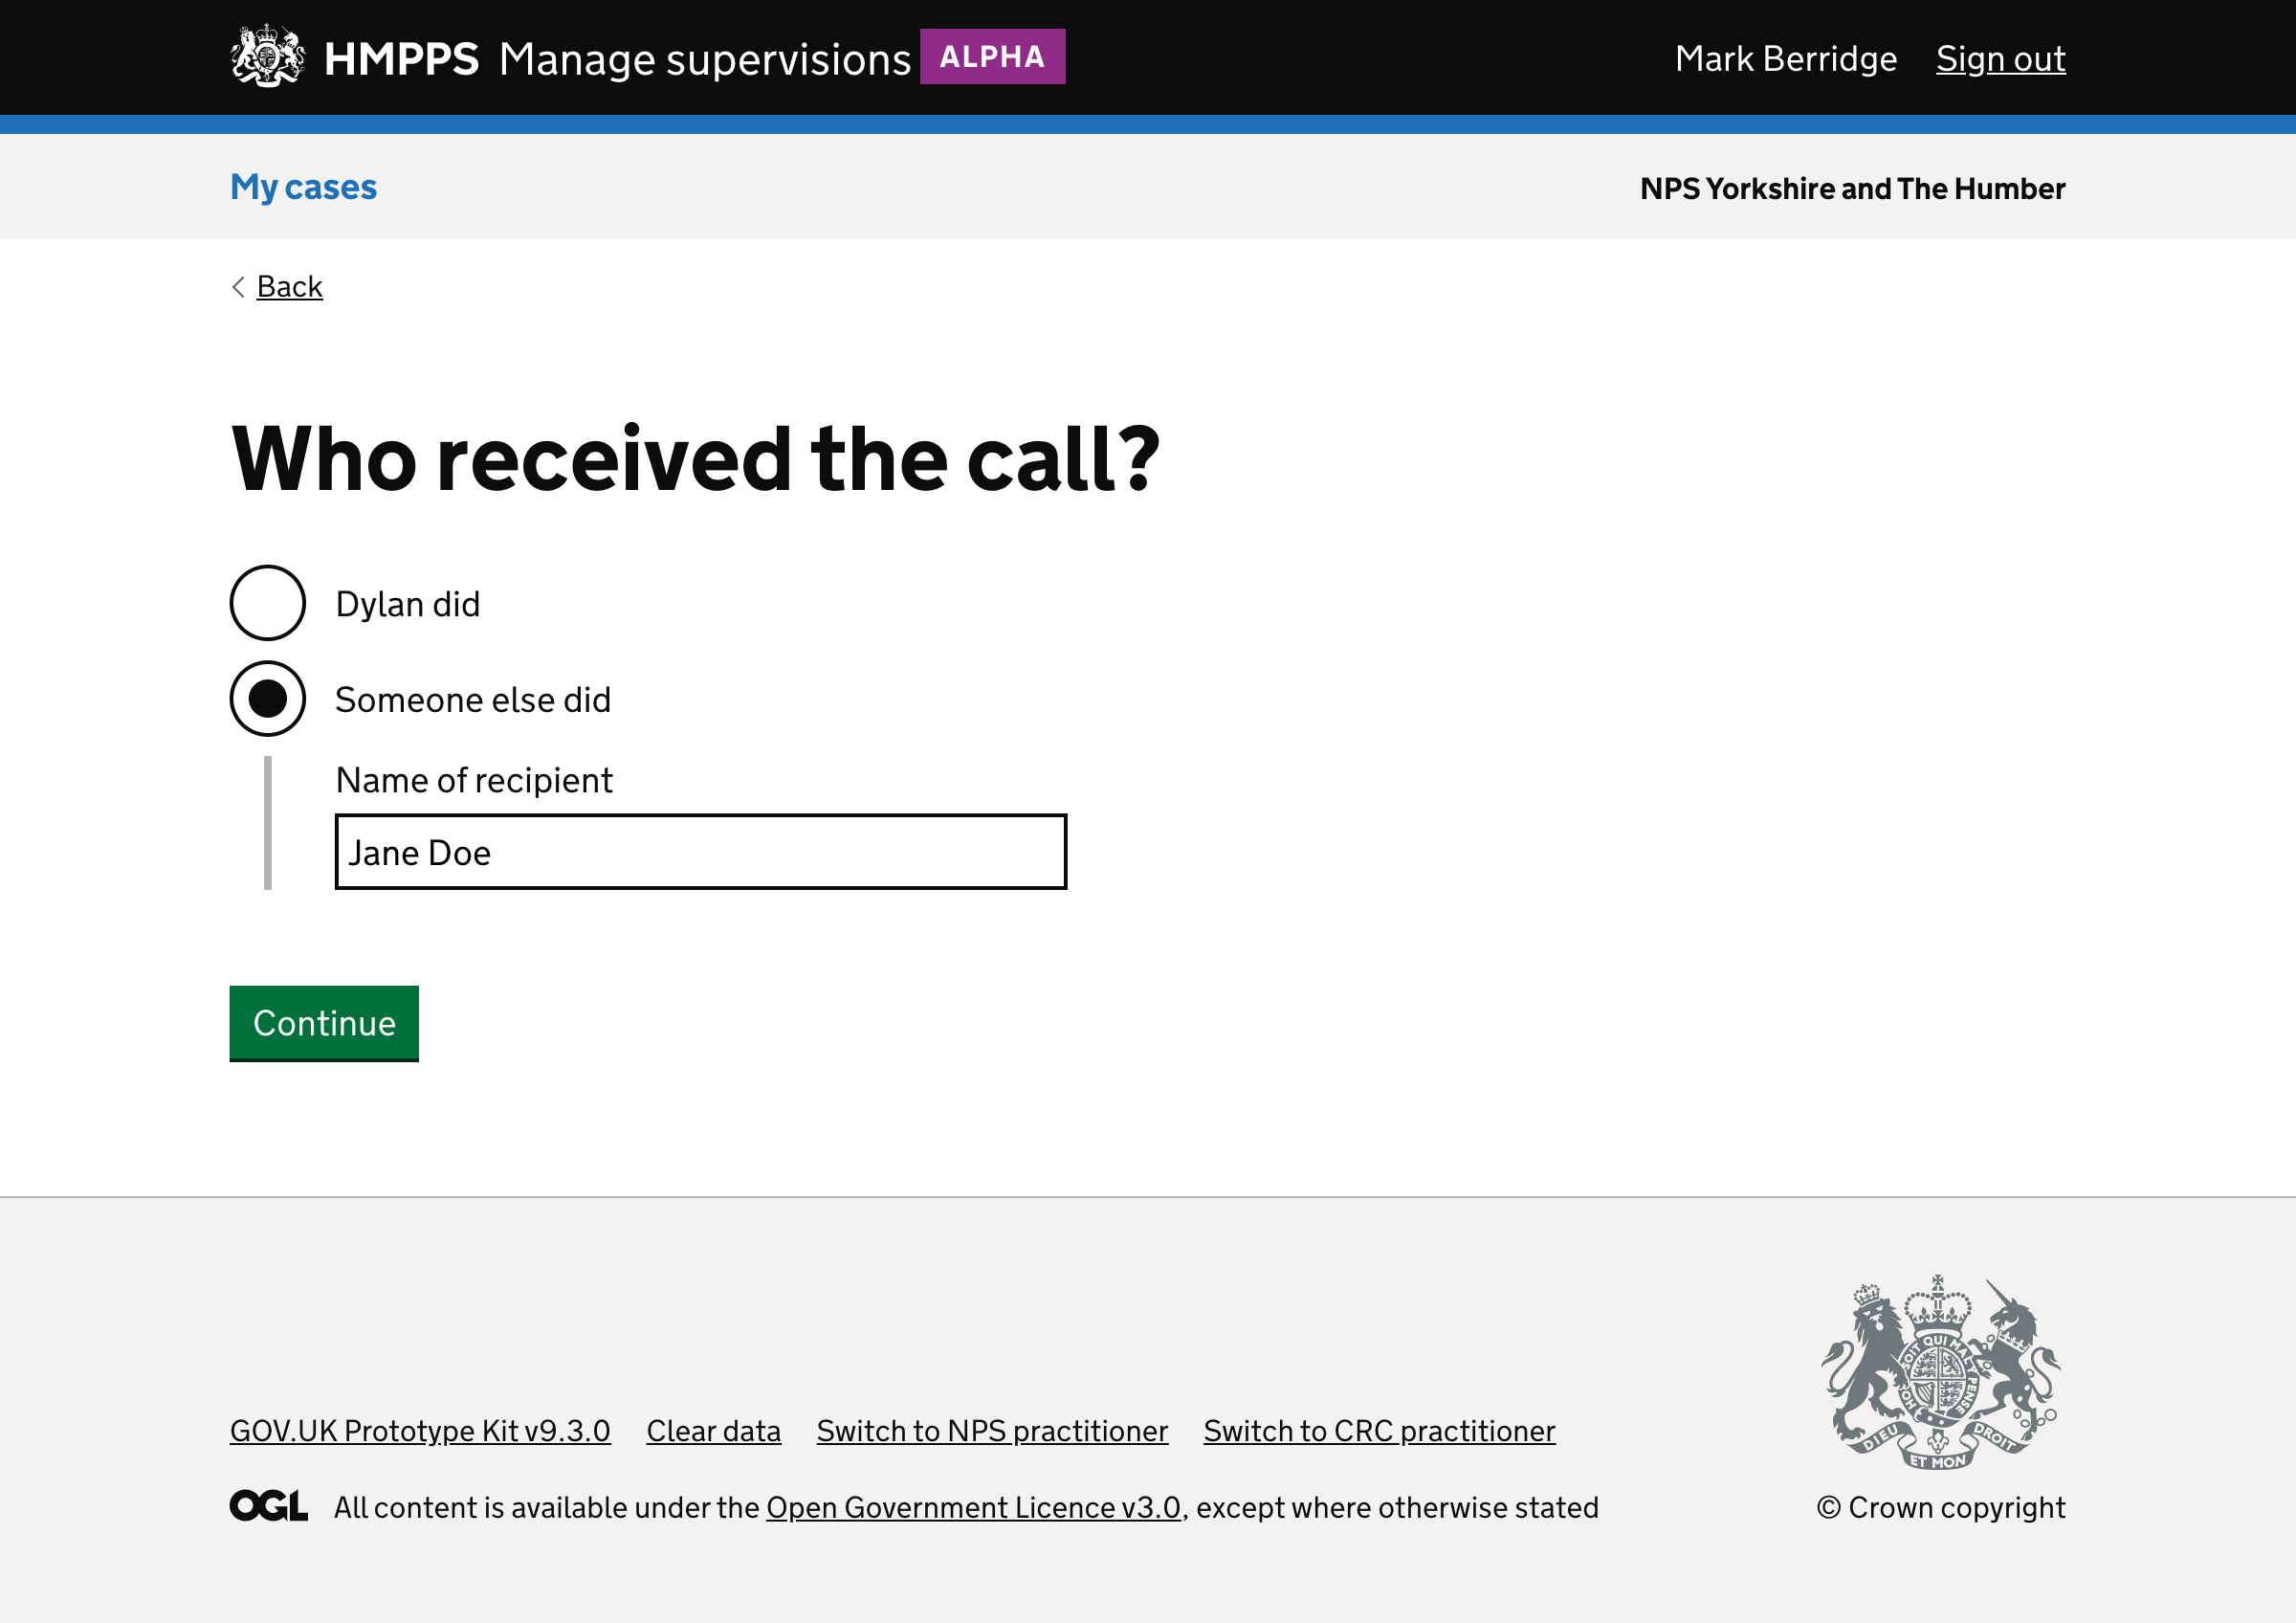 HMPPS Manage supervisions ALPHA
Mark Berridge Sign out
My cases
NPS Yorkshire and The Humber
Back
Who received the call?
Dylan did
Someone else did
Name of recipient
Jane Doe
Continue
GOV.UK Prototype Kit v9.3.0 Clear data Switch to NPS practitioner Switch to CRC practitioner
OGL All content is available under the Open Government Licence v3.0, except where otherwise stated
SOIT QUI MAL Y PENSE
HON
DIEU ET MON DROIT
© Crown copyright